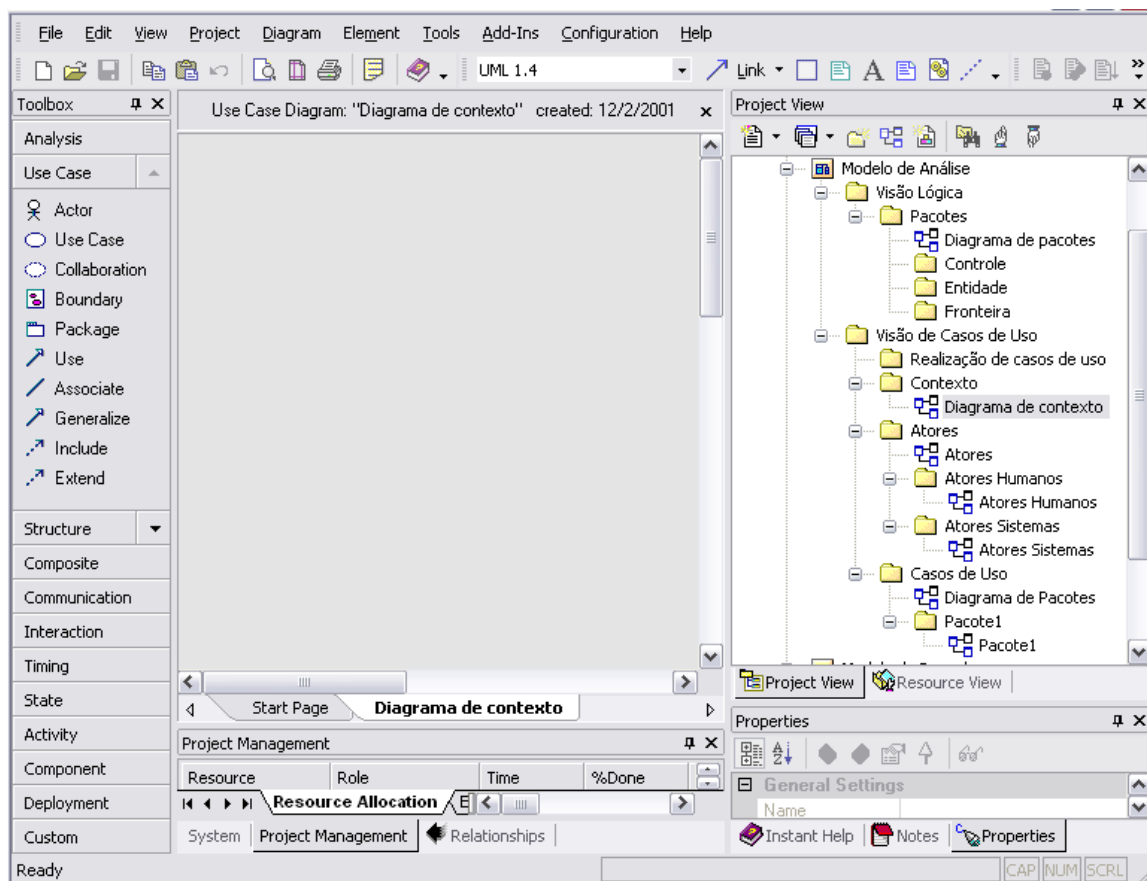 File Edit View Project Diagram Element Tools Add-Ins Configuration Help
UML 1.4 Link
Toolbox
Analysis
Use Case
Actor
Use Case
Collaboration
Boundary
Package
Use
Associate
Generalize
Include
Extend
Structure
Composite
Communication
Interaction
Timing
State
Activity
Component
Deployment
Custom
Use Case Diagram: "Diagrama de contexto" created: 12/2/2001
Start Page Diagrama de contexto
Project Management
Resource Role Time %Done
Resource Allocation
System Project Management Relationships
Project View
Modelo de Análise
Visão Lógica
Pacotes
Diagrama de pacotes
Controle
Entidade
Fronteira
Visão de Casos de Uso
Realização de casos de uso
Contexto
Diagrama de contexto
Atores
Atores
Atores Humanos
Atores Humanos
Atores Sistemas
Atores Sistemas
Casos de Uso
Diagrama de Pacotes
Pacote1
Pacote1
Project View Resource View
Properties
General Settings
Name
Instant Help Notes Properties
Ready CAP NUM SCRL